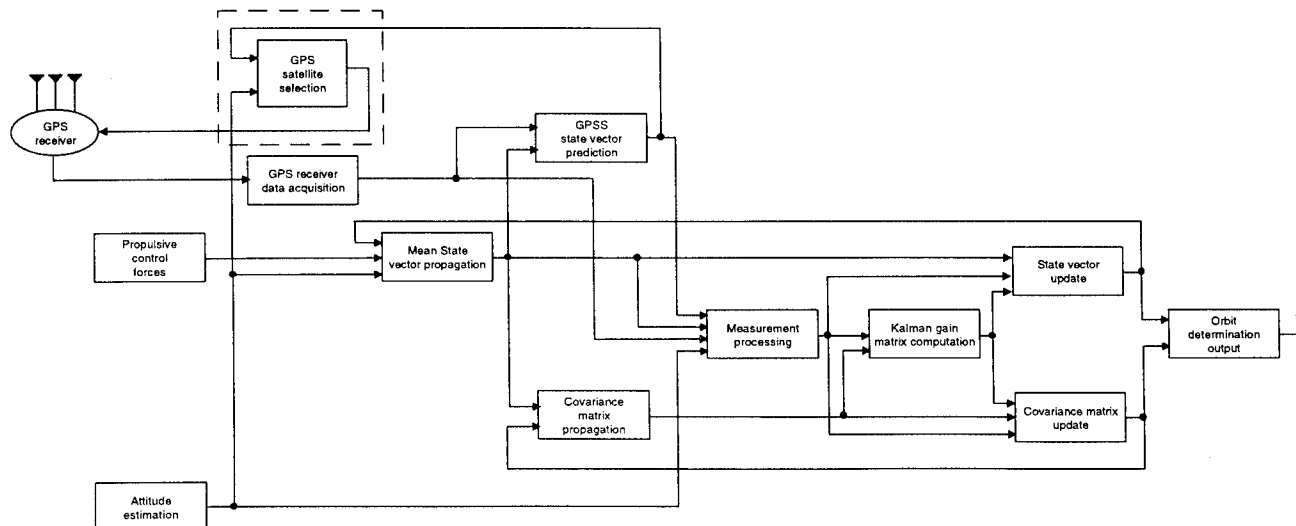 GPS
satellite
selection
GPS
receiver
GPSS
state vector
prediction
GPS receiver
data acquisition
Propulsive
control
forces
Mean State
vector propagation
State vector
update
Measurement
processing
Kalman gain
matrix computation
Orbit
determination
output
Covariance
matrix
propagation
Covariance matrix
update
Attitude
estimation